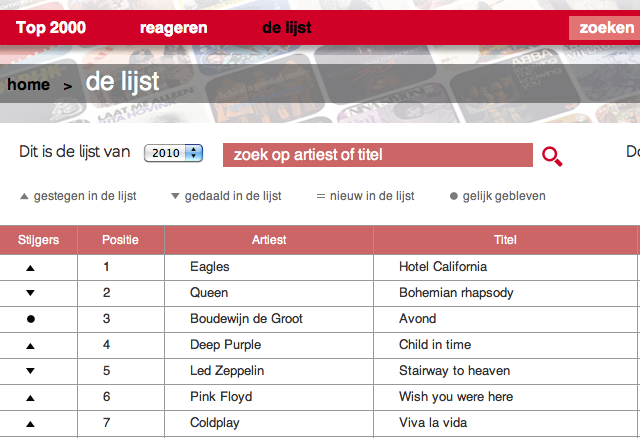 Top 2000 reageren de lijst zoeken
home > de lijst
Dit is de lijst van 2010 zoek op artiest of titel
▲ gestegen in de lijst ▼ gedaald in de lijst = nieuw in de lijst ● gelijk gebleven
Stijgers Positie Artiest Titel
▲ 1 Eagles Hotel California
▼ 2 Queen Bohemian rhapsody
● 3 Boudewijn de Groot Avond
▲ 4 Deep Purple Child in time
▼ 5 Led Zeppelin Stairway to heaven
▲ 6 Pink Floyd Wish you were here
▲ 7 Coldplay Viva la vida